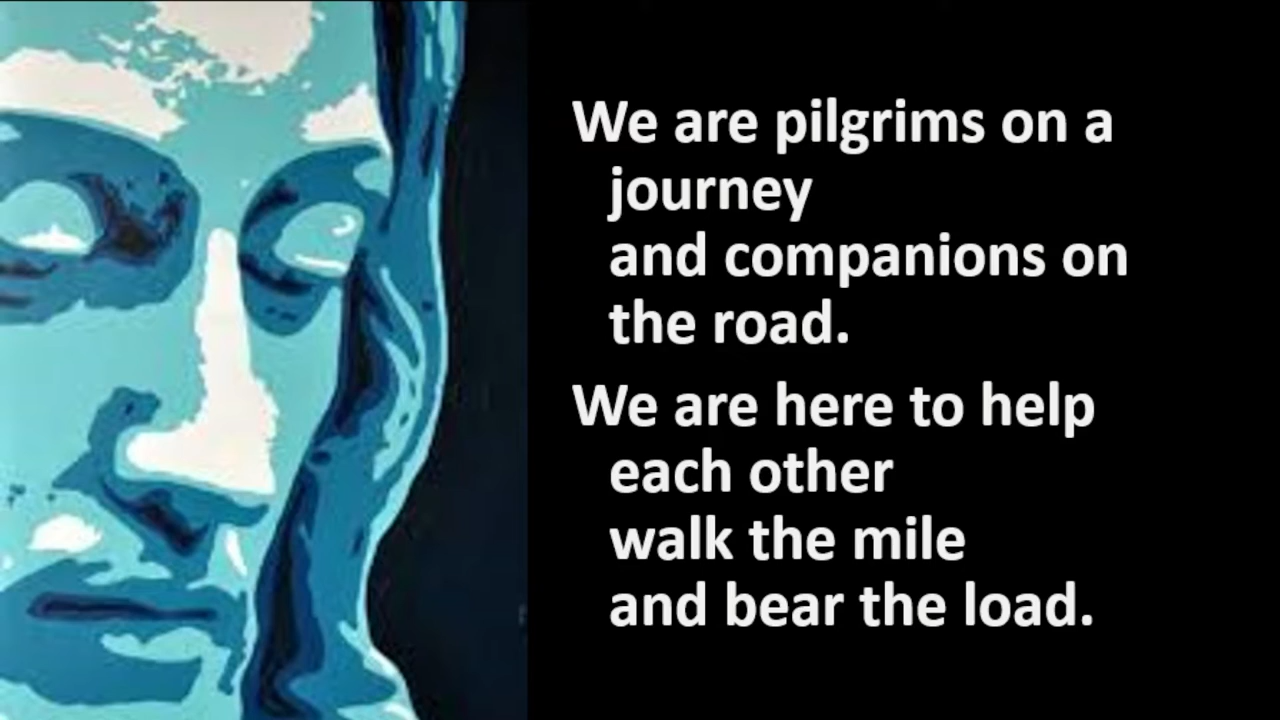 We are pilgrims on a
journey
and companions on
the road.
We are here to help
each other
walk the mile
and bear the load.